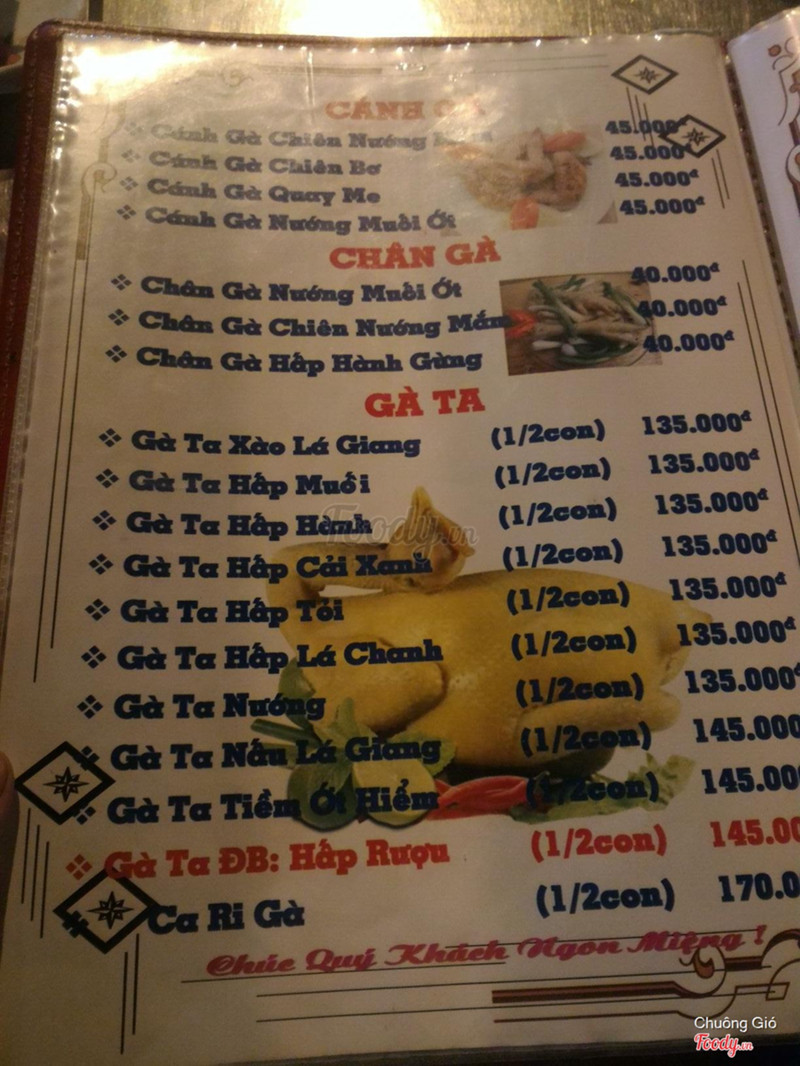 CÁNH GÀ
Cánh Gà Chiên Nướng 45.000đ
Cánh Gà Chiên Bơ 45.000đ
Cánh Gà Quay Me 45.000đ
Cánh Gà Nướng Muối Ớt 45.000đ
CHÂN GÀ
Chân Gà Nướng Muối Ớt 40.000đ
Chân Gà Chiên Nướng Mắm 40.000đ
Chân Gà Hấp Hành Gừng 40.000đ
GÀ TA
Gà Ta Xào Lá Giang (1/2con) 135.000đ
Gà Ta Hấp Muối (1/2con) 135.000đ
Gà Ta Hấp Hành (1/2con) 135.000đ
Gà Ta Hấp Cải Xanh (1/2con) 135.000đ
Gà Ta Hấp Tỏi (1/2con) 135.000đ
Gà Ta Hấp Lá Chanh (1/2con) 135.000đ
Gà Ta Nướng (1/2con) 135.000
Gà Ta Nấu Lá Giang (1/2con) 145.000
Gà Ta Tiềm Ớt Hiểm (1/2con) 145.000
Gà Ta ĐB: Hấp Rượu (1/2con) 145.00
Ca Ri Gà (1/2con) 170.0
Chúc Quý Khách Ngon Miệng !
Foody.vn
Chuông Gió
Foody.vn